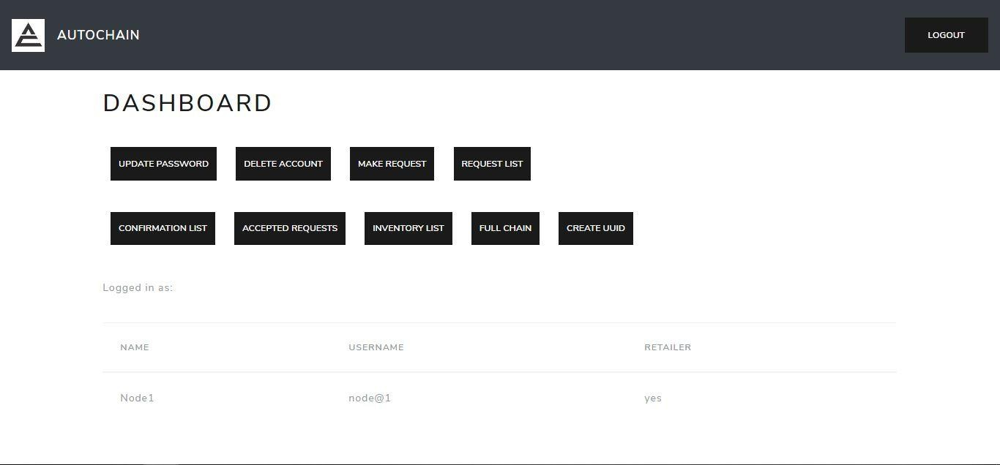 AUTOCHAIN
LOGOUT
DASHBOARD
UPDATE PASSWORD DELETE ACCOUNT MAKE REQUEST REQUEST LIST
CONFIRMATION LIST ACCEPTED REQUESTS INVENTORY LIST FULL CHAIN CREATE UUID
Logged in as:
NAME USERNAME RETAILER
Node1 node@1 yes